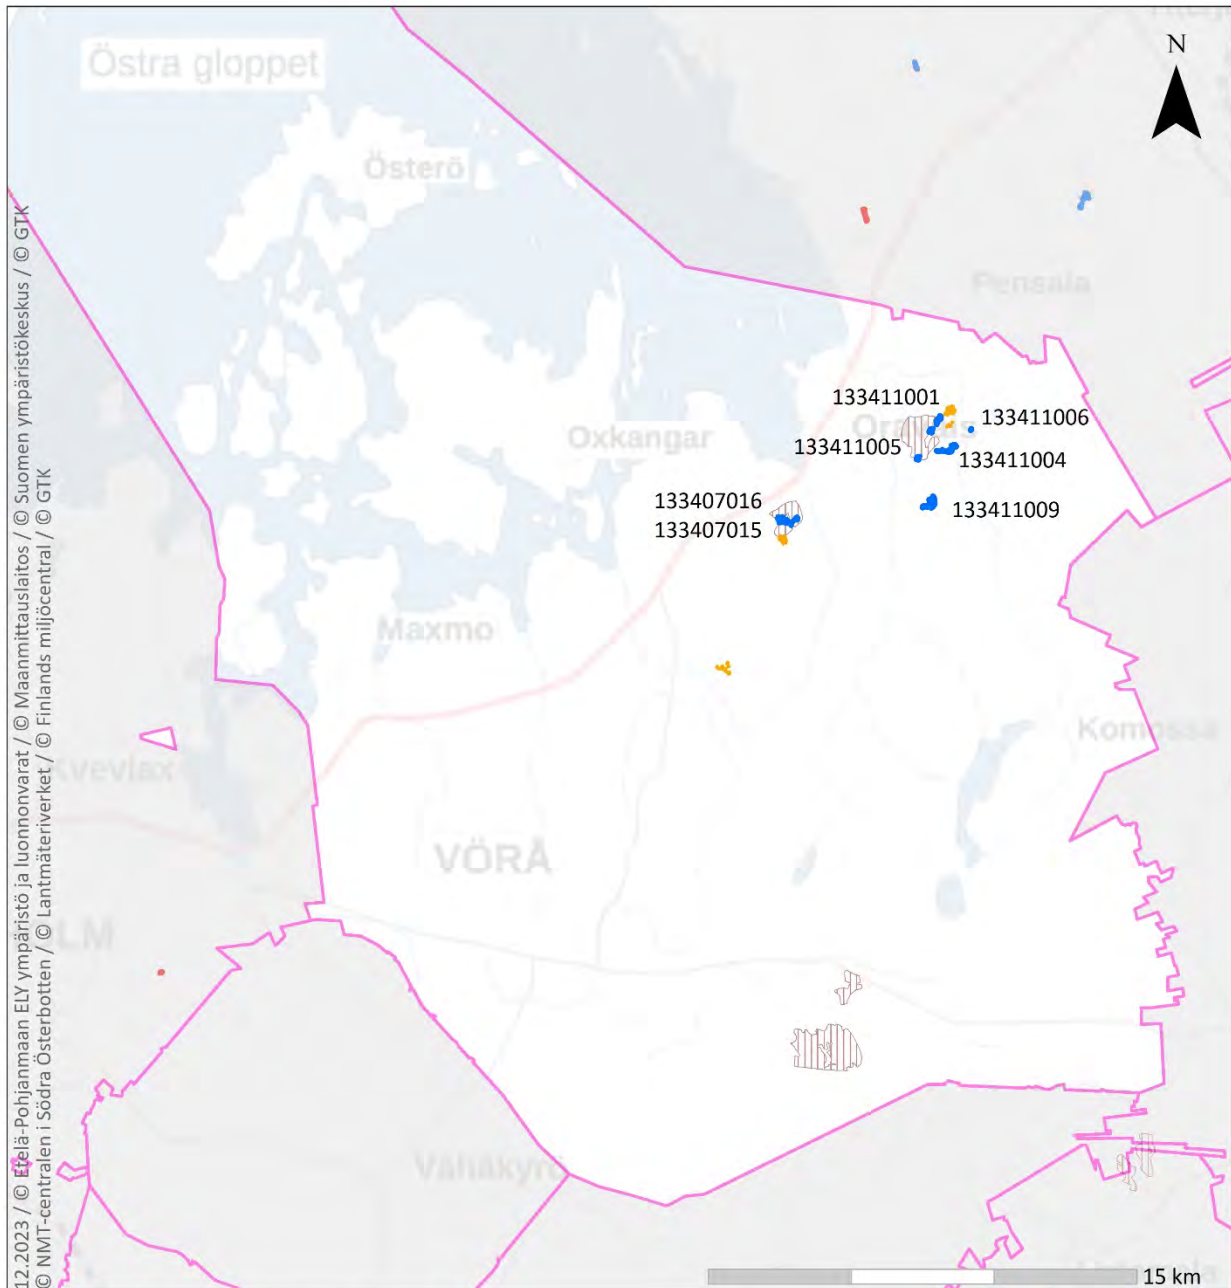 Östra gloppet
N
Österö
Pensala
133411001
133411006
Oxkangar
133411005
133411004
133407016
133411009
133407015
Maxmo
Komossa
Kvevlax
VÖRÅ
LM
Vähäkyrö
15 km
12.2023 / © Etelä-Pohjanmaan ELY ympäristö ja luonnonvarat / © Maanmittauslaitos / © Suomen ympäristökeskus / © GTK
© NMT-centralen i Södra Österbotten / © Lantmäteriverket / © Finlands miljöcentral / © GTK